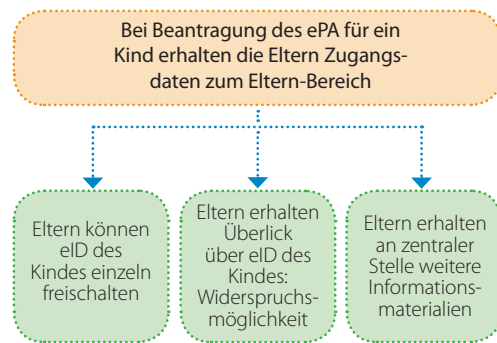 Bei Beantragung des ePA für ein
Kind erhalten die Eltern Zugangs-
daten zum Eltern-Bereich
Eltern können
eID des
Kindes einzeln
freischalten
Eltern erhalten
Überlick
über eID des
Kindes:
Widerspruchs-
möglichkeit
Eltern erhalten
an zentraler
Stelle weitere
Informations-
materialien